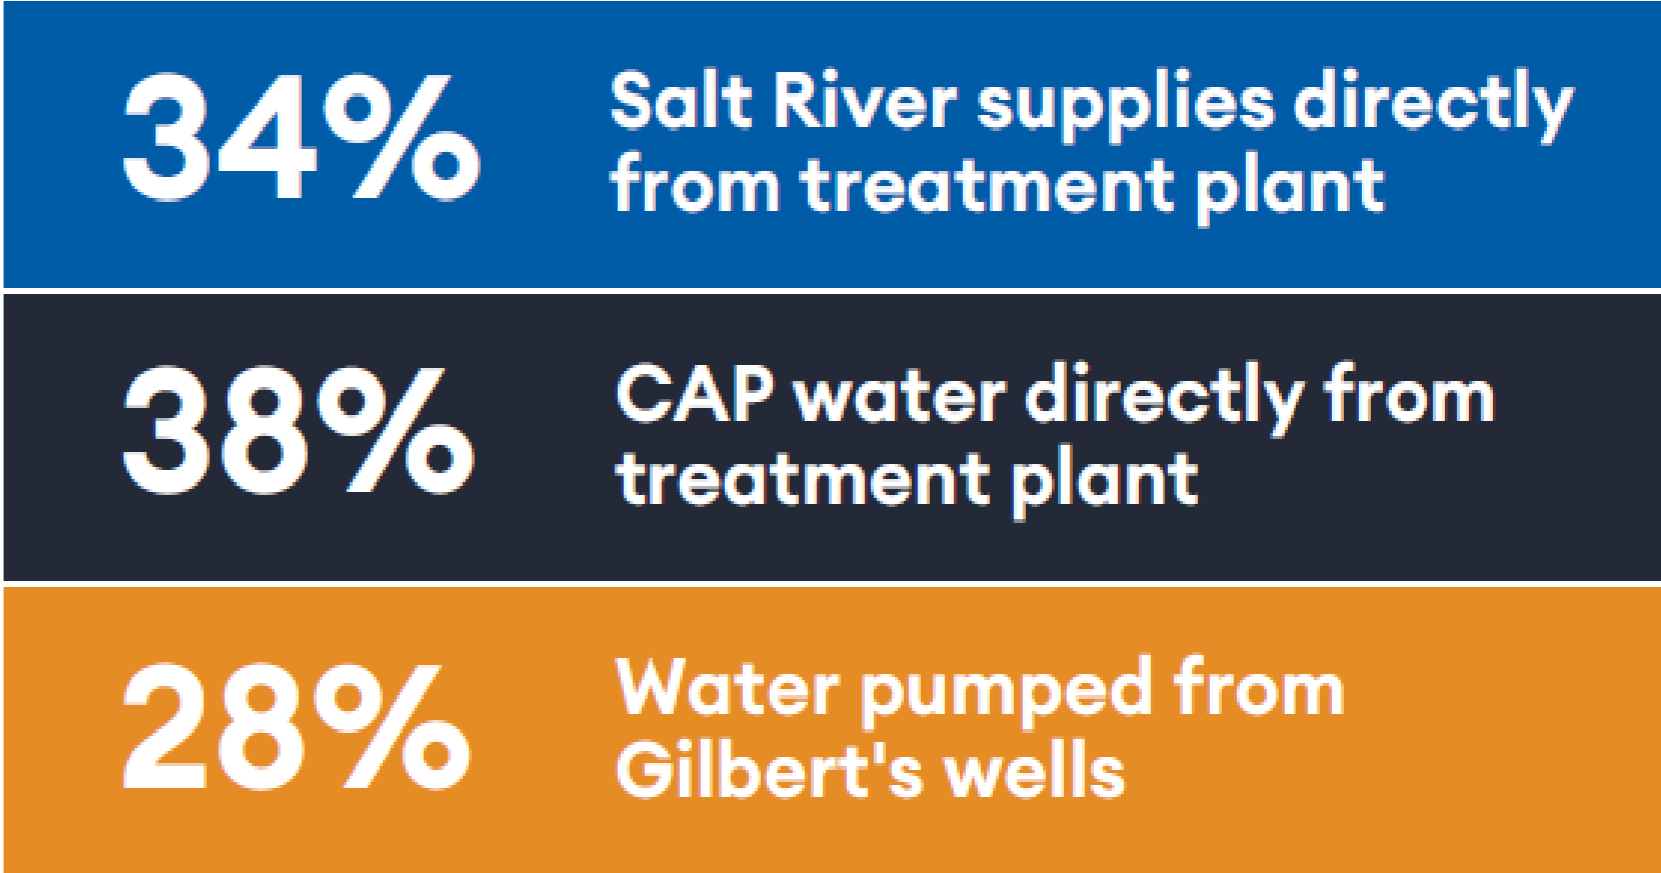 34%
Salt River supplies directly
from treatment plant
38%
CAP water directly from
treatment plant
28%
Water pumped from
Gilbert's wells